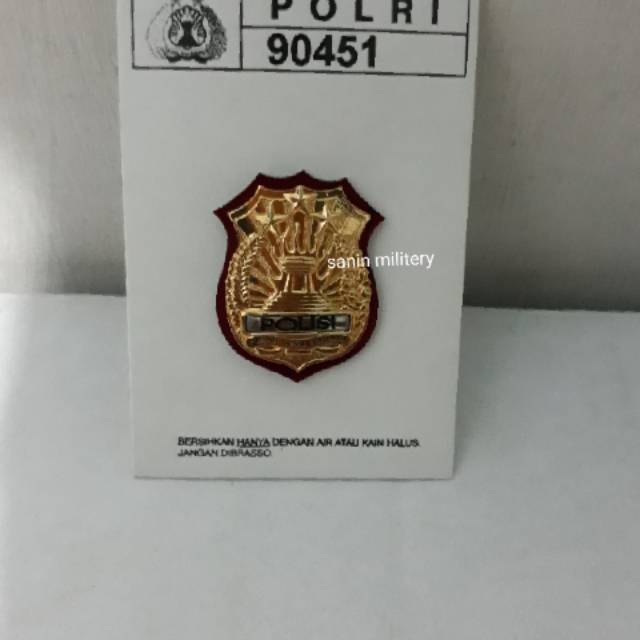 POLRI
90451
sanin militery
POLISI
BERSIHKAN HANYA DENGAN AIR ATAU KAIN HALUS.
JANGAN DIBRASSO.